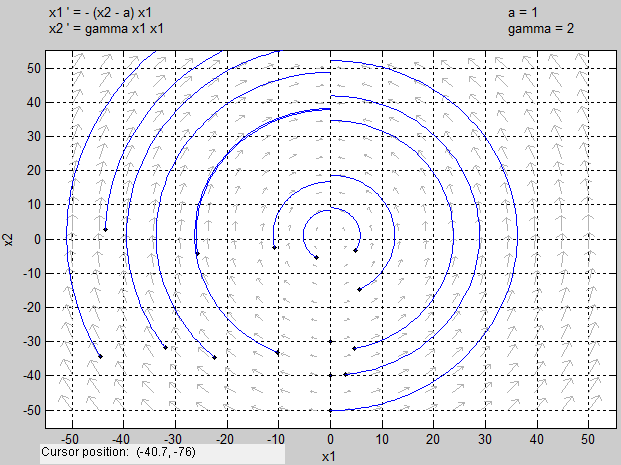 x1 ' = - (x2 - a) x1
a = 1
x2 ' = gamma x1 x1
gamma = 2
50
40
30
20
10
0
-10
-20
-30
-40
-50
x2
-50 -40 -30 -20 -10 0 10 20 30 40 50
x1
Cursor position: (-40.7, -76)